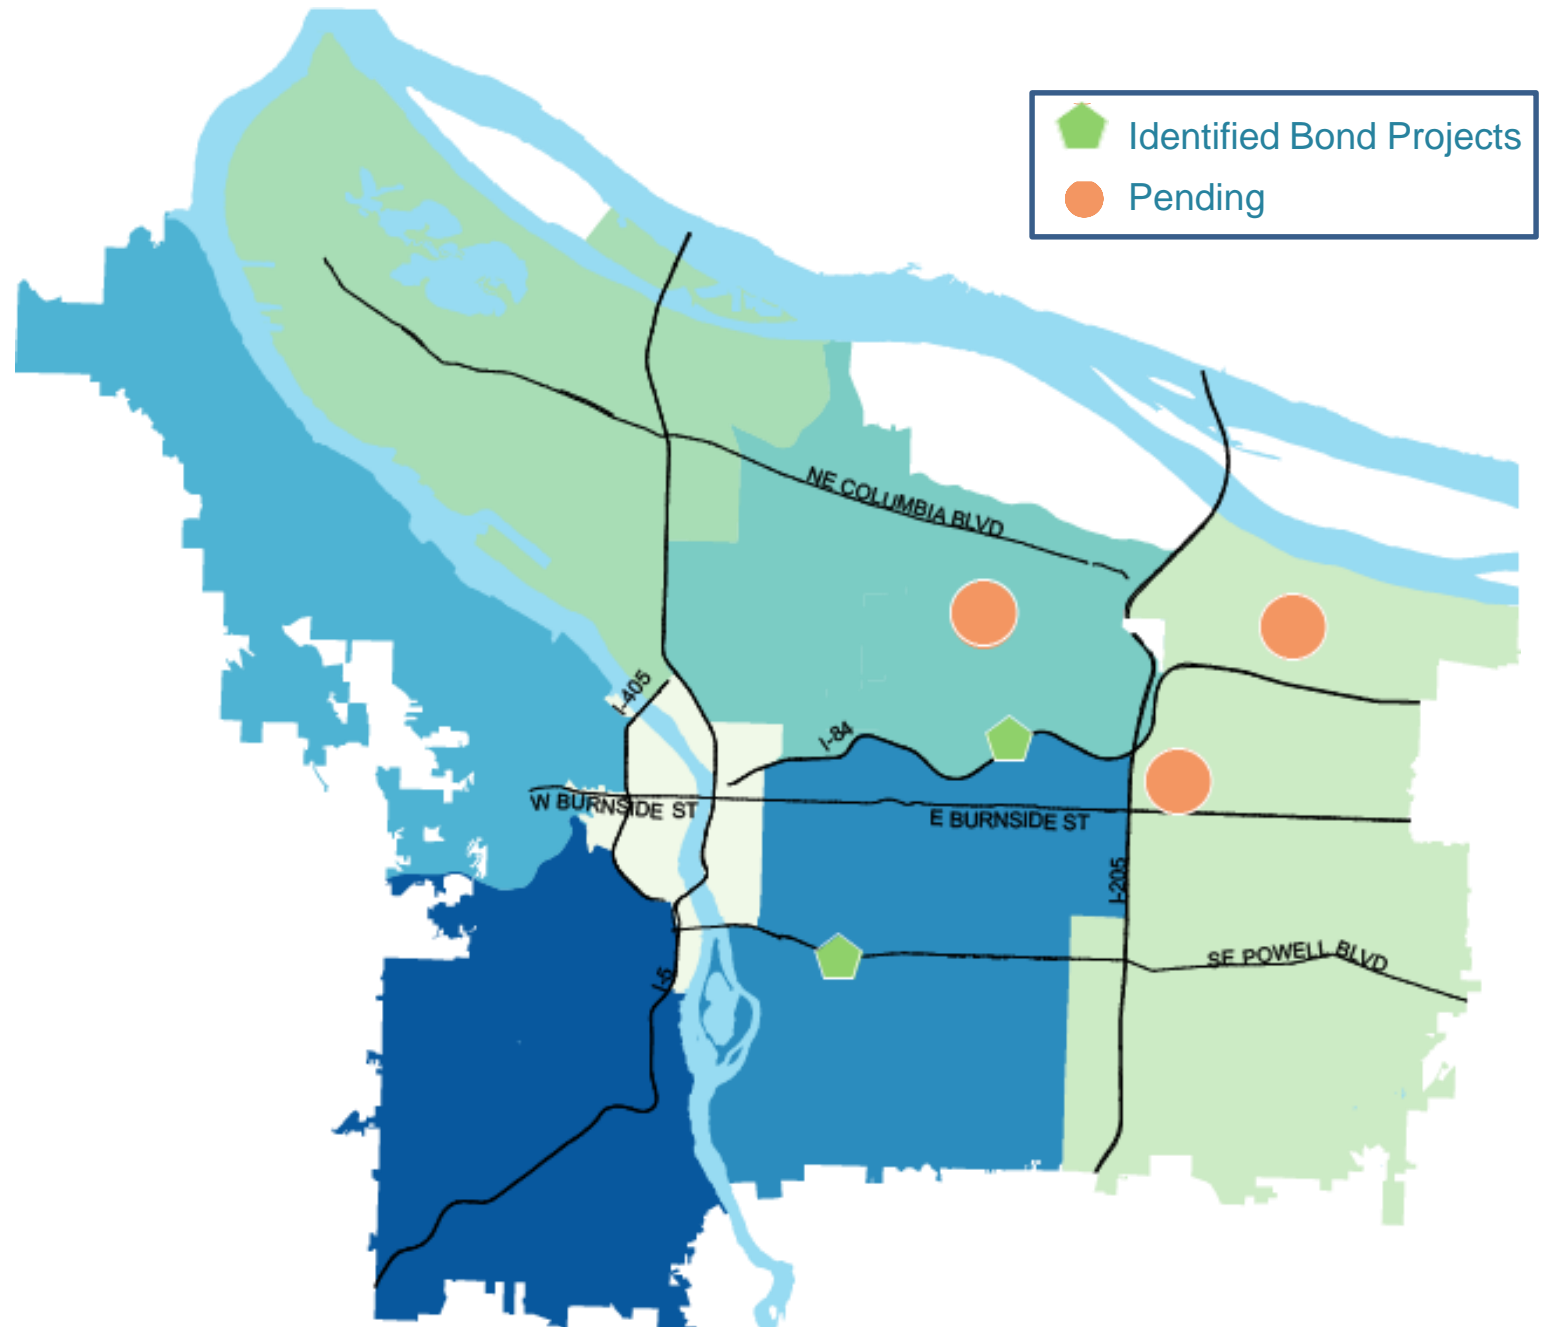 Identified Bond Projects
Pending
NE COLUMBIA BLVD
I-405
I-84
W BURNSIDE ST
E BURNSIDE ST
I-205
SE POWELL BLVD
I-5